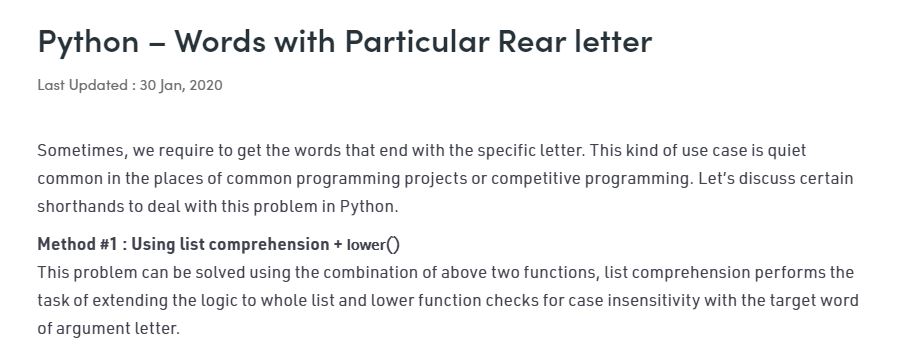 Python – Words with Particular Rear letter
Last Updated : 30 Jan, 2020
Sometimes, we require to get the words that end with the specific letter. This kind of use case is quiet
common in the places of common programming projects or competitive programming. Let’s discuss certain
shorthands to deal with this problem in Python.
Method #1 : Using list comprehension + lower()
This problem can be solved using the combination of above two functions, list comprehension performs the
task of extending the logic to whole list and lower function checks for case insensitivity with the target word
of argument letter.